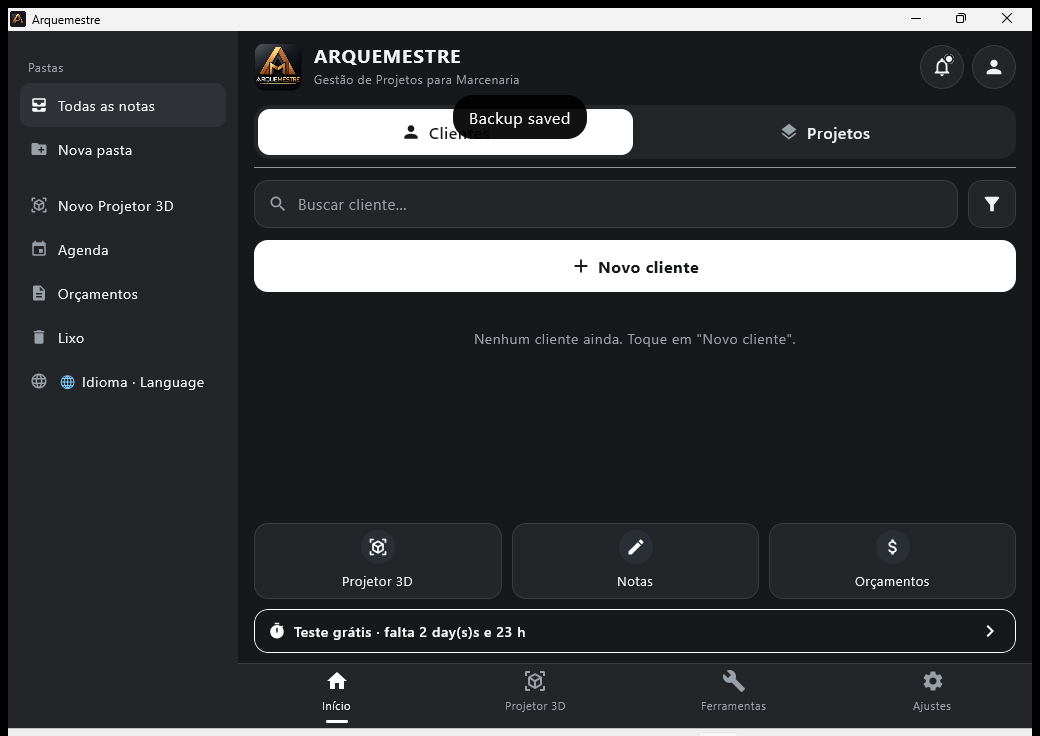 Arquemestre
Pastas
Todas as notas
Nova pasta
Novo Projetor 3D
Agenda
Orçamentos
Lixo
Idioma · Language
ARQUEMESTRE
ARQUEMESTRE
Gestão de Projetos para Marcenaria
Backup saved
Clientes
Projetos
Buscar cliente...
+ Novo cliente
Nenhum cliente ainda. Toque em "Novo cliente".
Projetor 3D
Notas
Orçamentos
Teste grátis · falta 2 day(s)s e 23 h
Início
Projetor 3D
Ferramentas
Ajustes